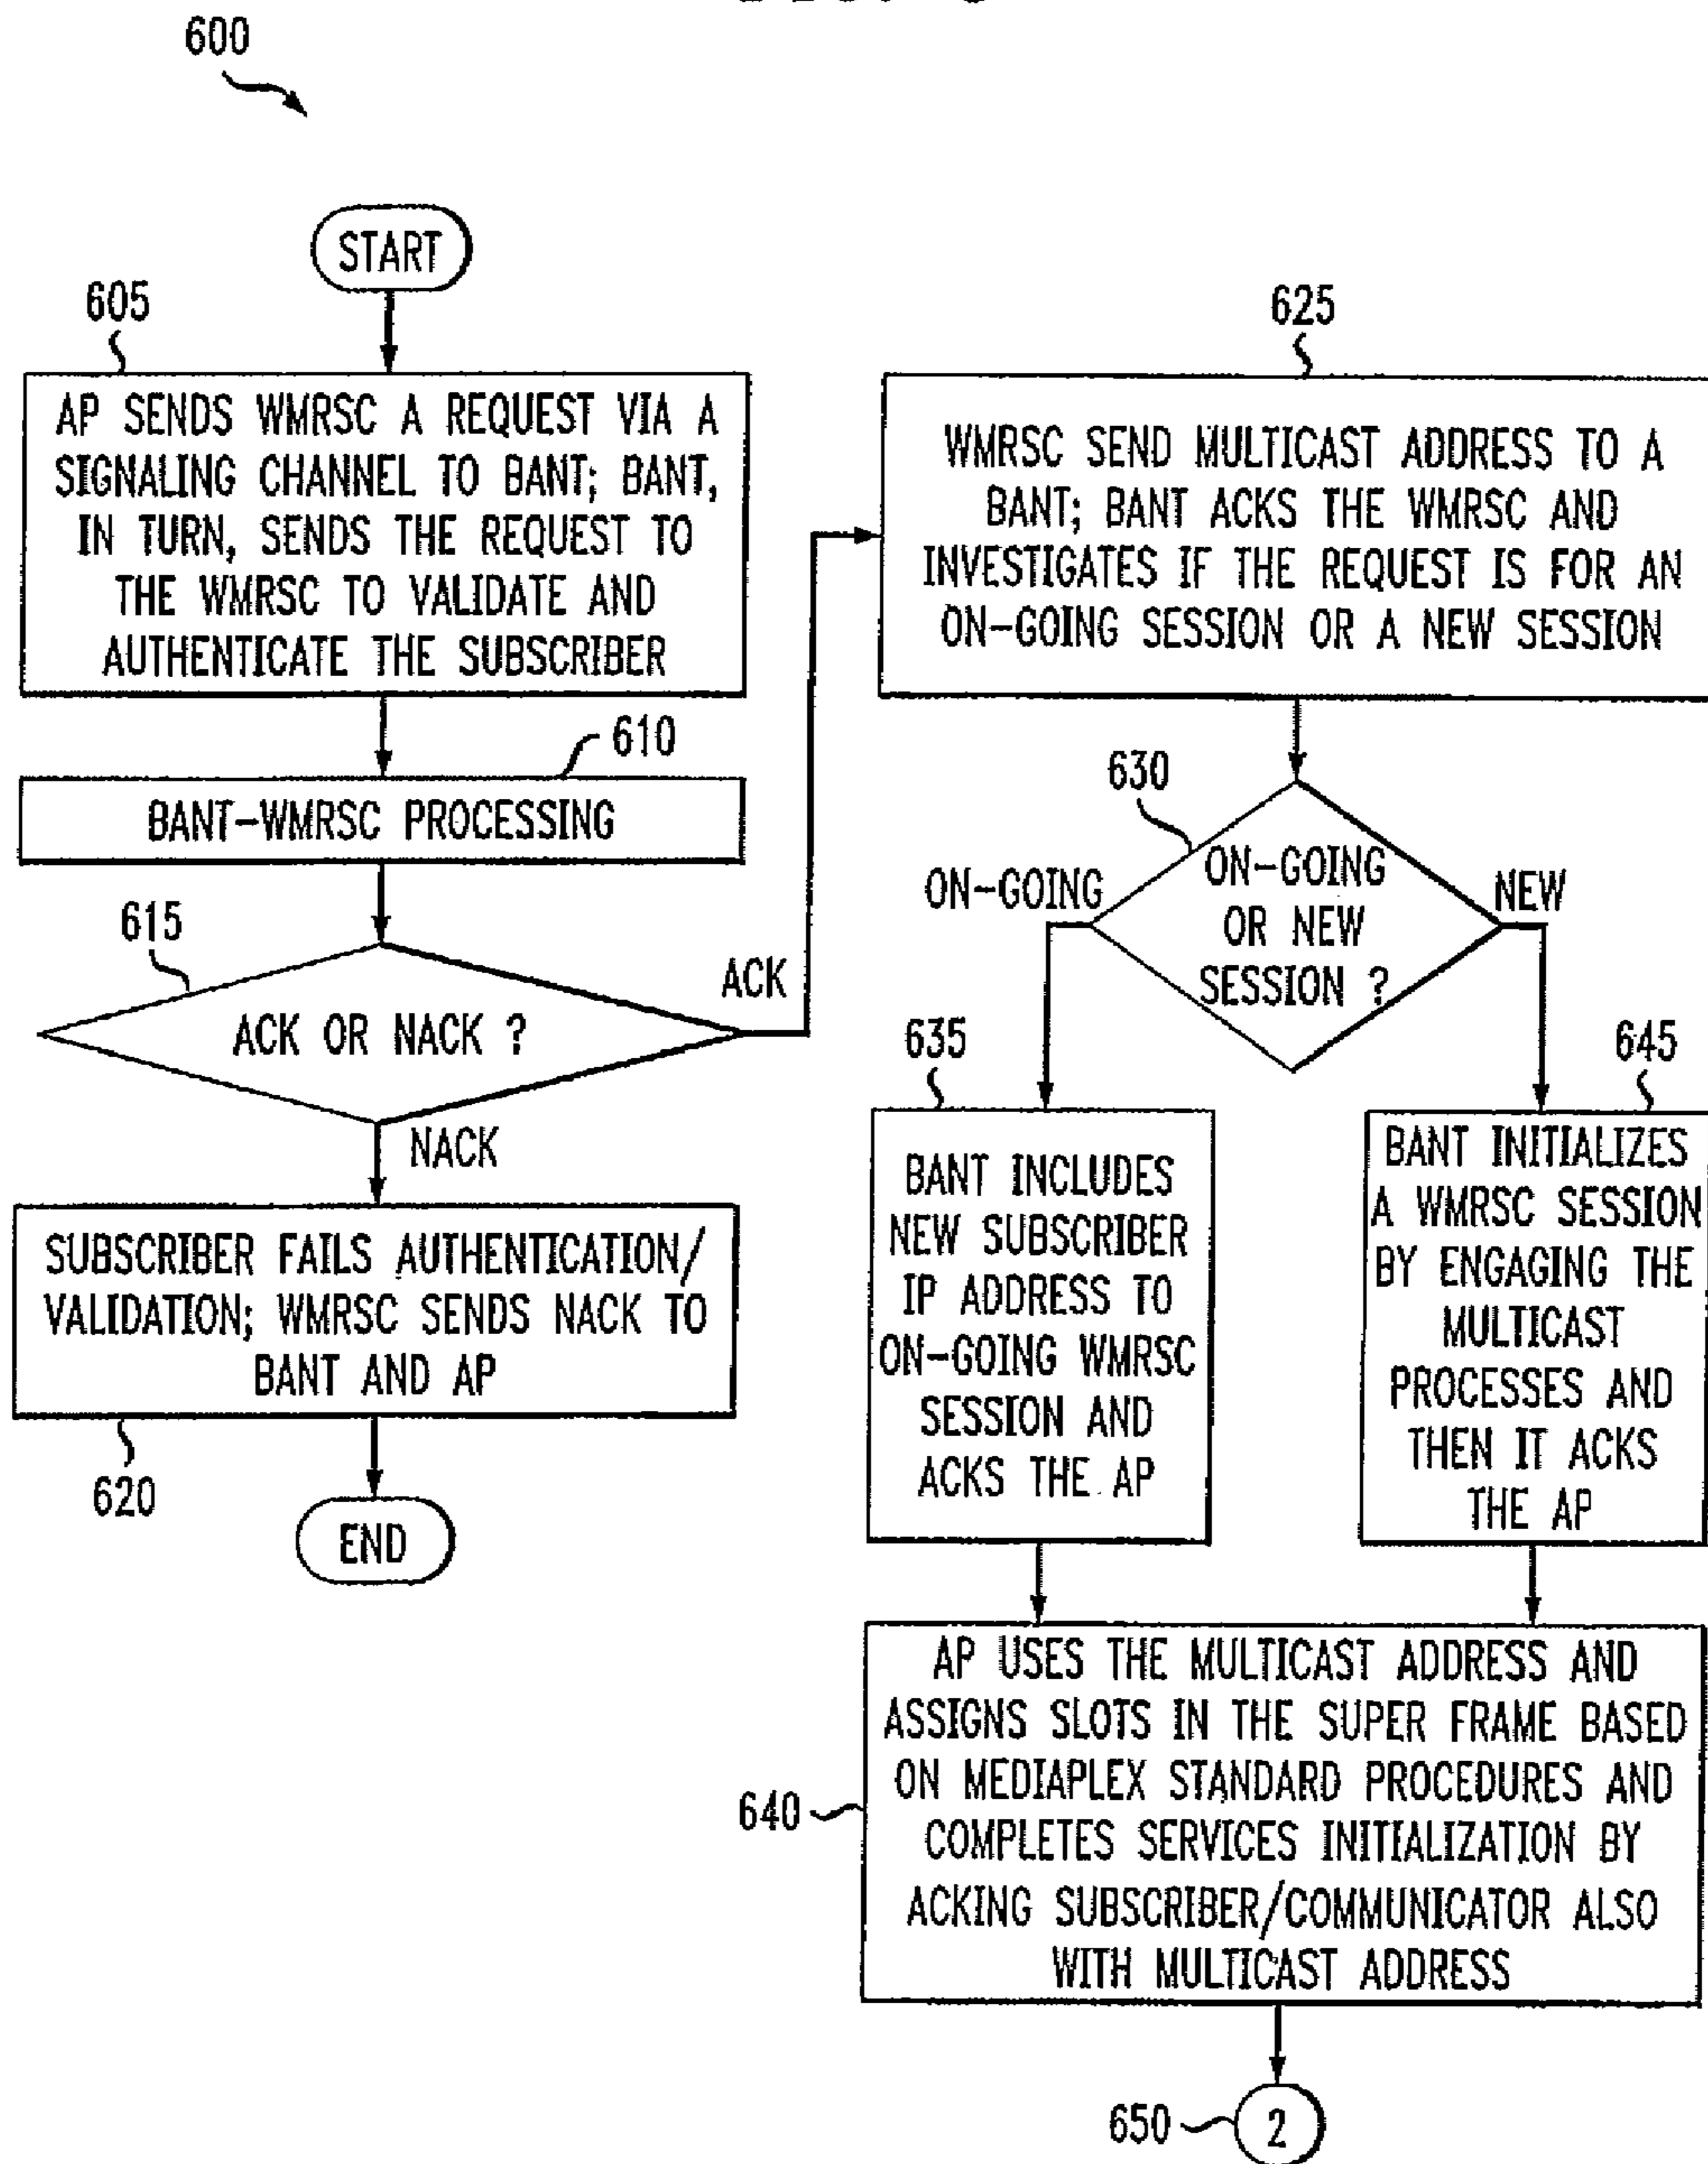 600
START
605
AP SENDS WMRSC A REQUEST VIA A
SIGNALING CHANNEL TO BANT; BANT,
IN TURN, SENDS THE REQUEST TO
THE WMRSC TO VALIDATE AND
AUTHENTICATE THE SUBSCRIBER
610
BANT-WMRSC PROCESSING
615
ACK OR NACK ?
ACK
NACK
SUBSCRIBER FAILS AUTHENTICATION/
VALIDATION; WMRSC SENDS NACK TO
BANT AND AP
620
END
625
WMRSC SEND MULTICAST ADDRESS TO A
BANT; BANT ACKS THE WMRSC AND
INVESTIGATES IF THE REQUEST IS FOR AN
ON-GOING SESSION OR A NEW SESSION
630
ON-GOING
OR NEW
SESSION ?
ON-GOING
NEW
635
BANT INCLUDES
NEW SUBSCRIBER
IP ADDRESS TO
ON-GOING WMRSC
SESSION AND
ACKS THE AP
645
BANT INITIALIZES
A WMRSC SESSION
BY ENGAGING THE
MULTICAST
PROCESSES AND
THEN IT ACKS
THE AP
640
AP USES THE MULTICAST ADDRESS AND
ASSIGNS SLOTS IN THE SUPER FRAME BASED
ON MEDIAPLEX STANDARD PROCEDURES AND
COMPLETES SERVICES INITIALIZATION BY
ACKING SUBSCRIBER/COMMUNICATOR ALSO
WITH MULTICAST ADDRESS
650
2